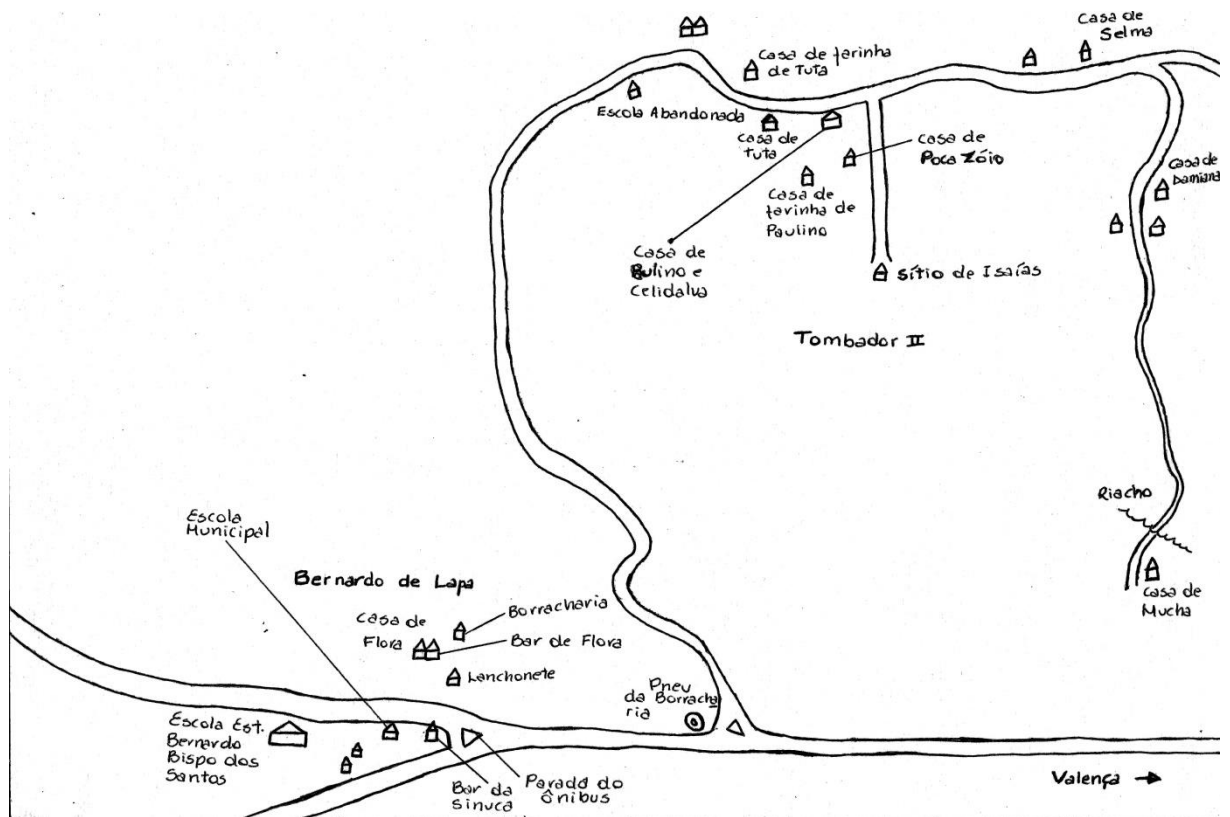 Casa de
Selma
Casa de farinha
de Tuta
Escola Abandonada
Casa de
Tuta
Casa de
Poca Zóio
Casa de
farinha de
Paulino
Casa de
Damiana
Casa de
Bulino e
Celidalva
Sítio de Isaías
Tombador II
Riacho
Casa de
Mucha
Escola
Municipal
Bernardo de Lapa
Casa de
Flora
Borracharia
Bar de Flora
Lanchonete
Pneu
da Borracha
ria
Escola Est.
Bernardo
Bispo dos
Santos
Bar da
Sinuca
Parada do
Ônibus
Valença →